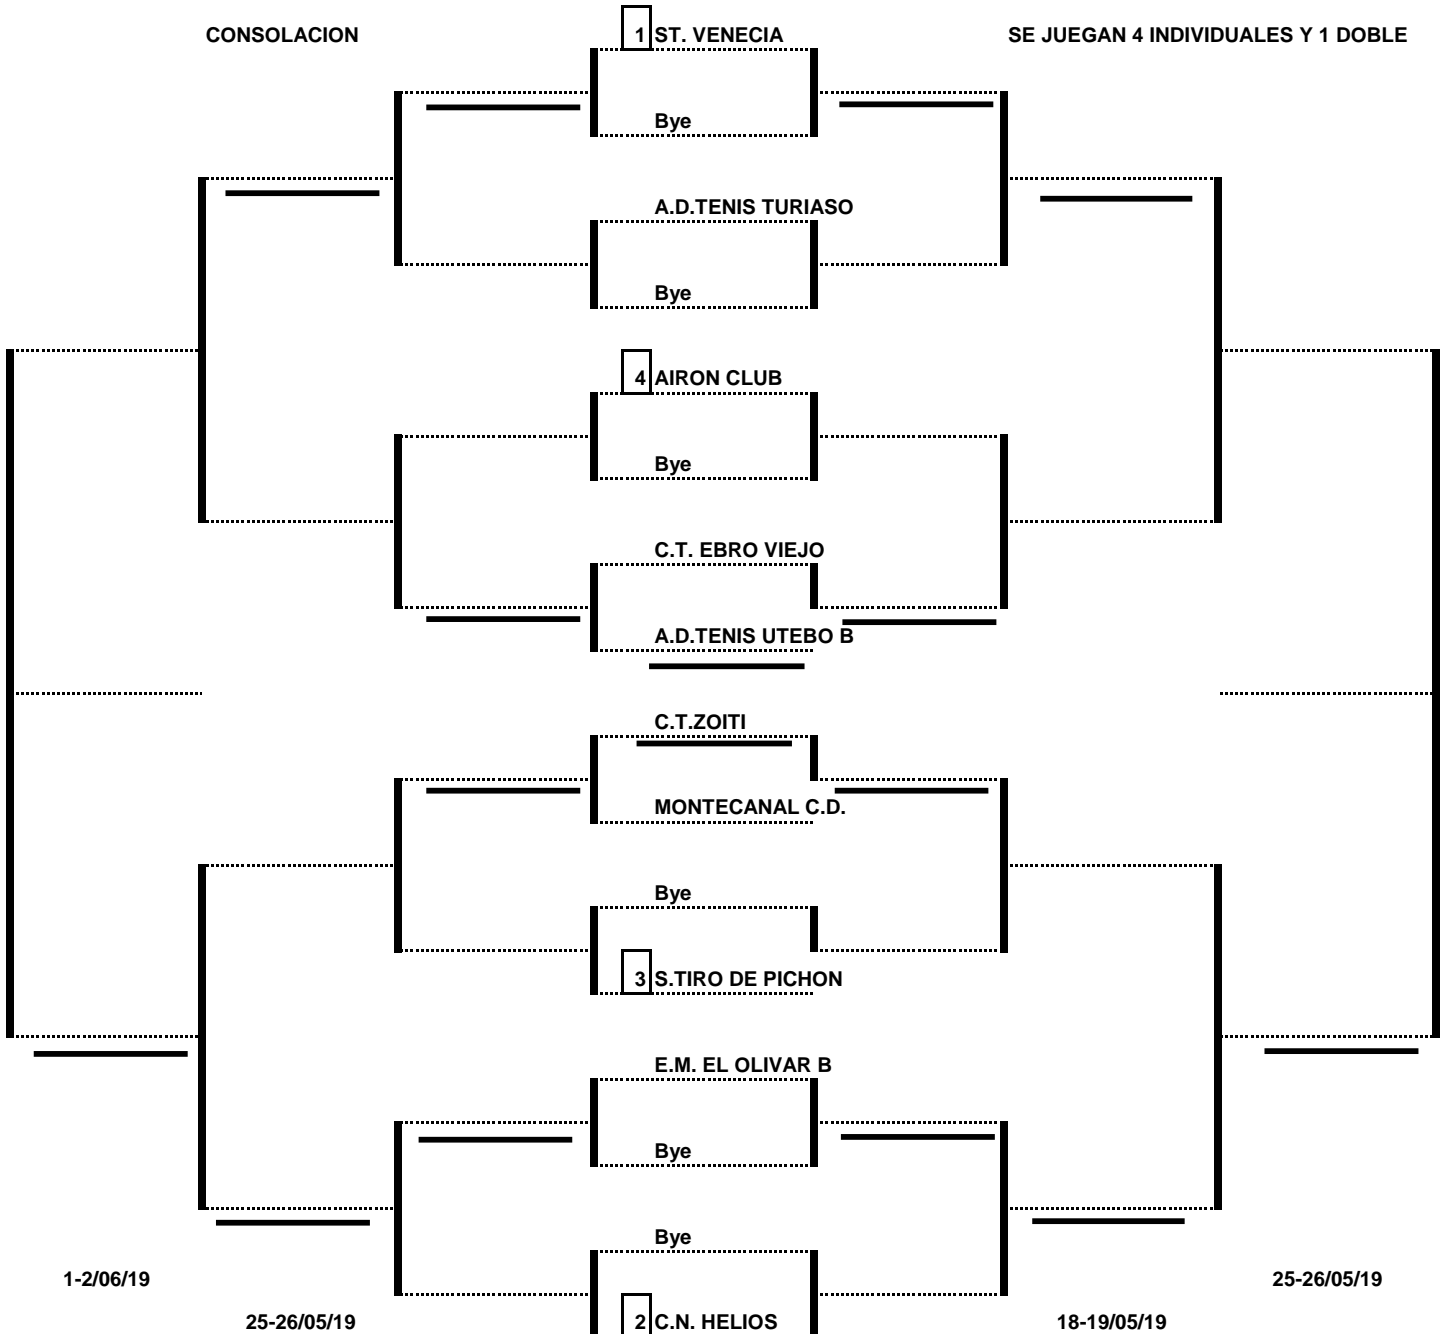 CONSOLACION
1 ST. VENECIA
SE JUEGAN 4 INDIVIDUALES Y 1 DOBLE
Bye
A.D.TENIS TURIASO
Bye
4 AIRON CLUB
Bye
C.T. EBRO VIEJO
A.D.TENIS UTEBO B
C.T.ZOITI
MONTECANAL C.D.
Bye
3 S.TIRO DE PICHON
E.M. EL OLIVAR B
Bye
Bye
1-2/06/19
25-26/05/19
25-26/05/19
2 C.N. HELIOS
18-19/05/19